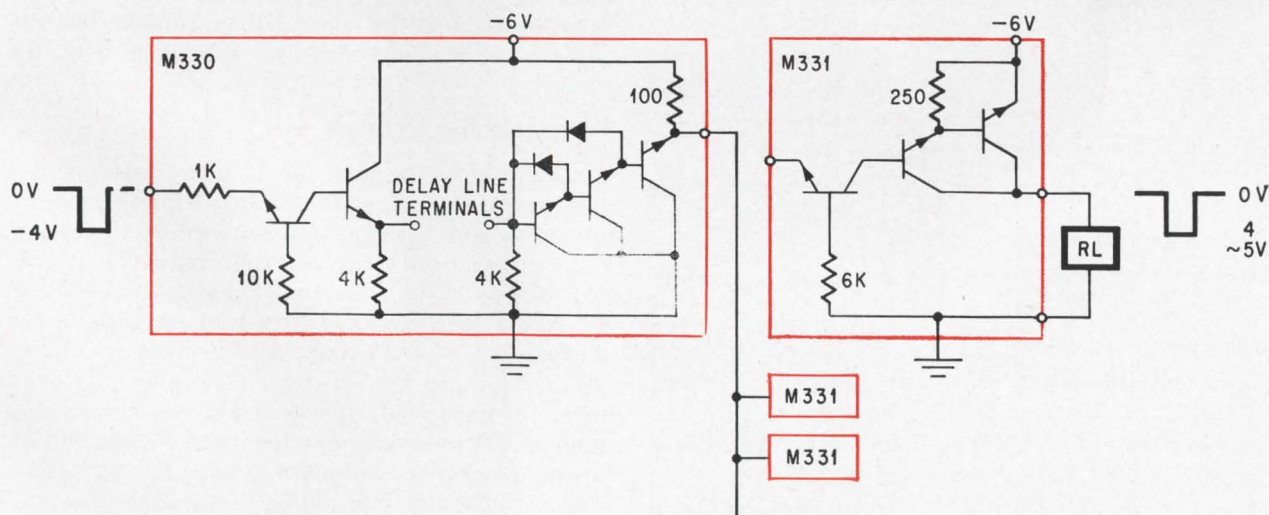 -6V
-6V
M330
M331
100
250
1K
0V
-4V
DELAY LINE
TERMINALS
10K
4K
4K
6K
RL
0V
4
~5V
M331
M331